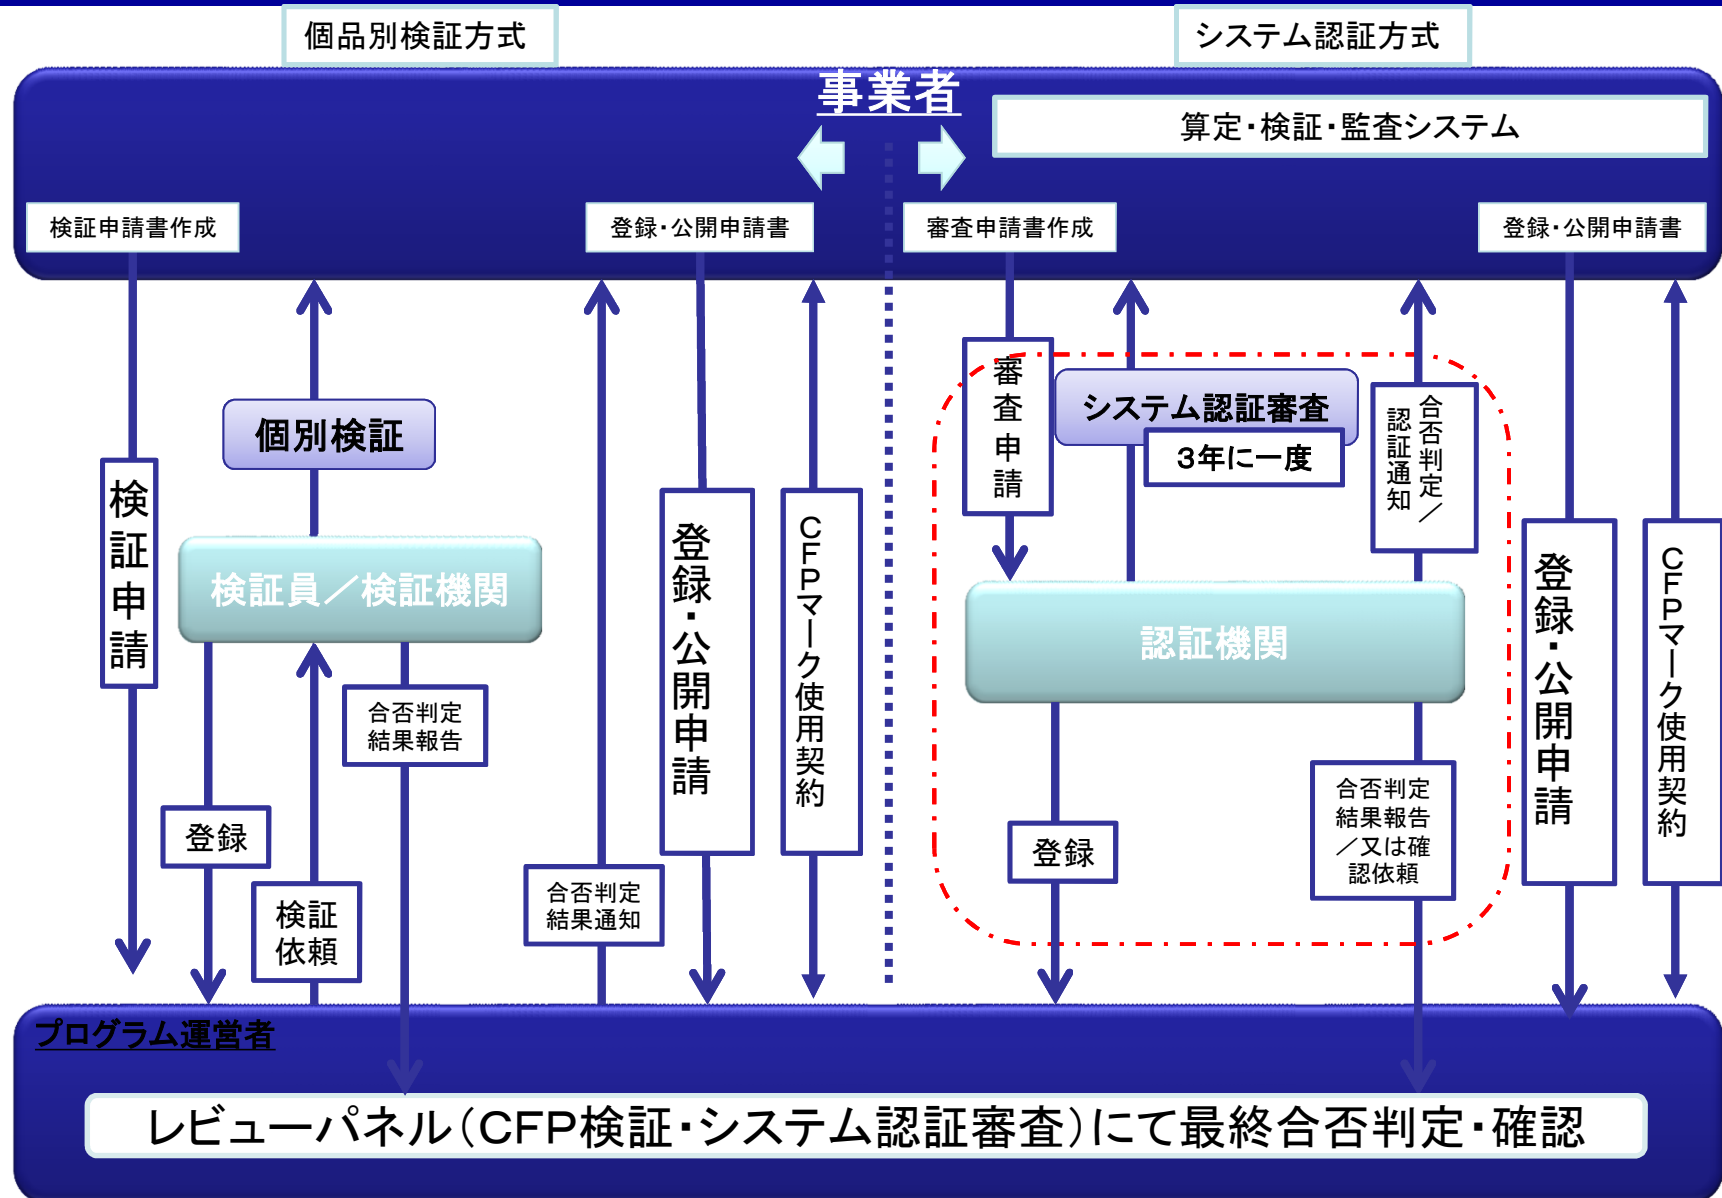 個品別検証方式
システム認証方式
事業者
算定・検証・監査システム
検証申請書作成
登録・公開申請書
審査申請書作成
登録・公開申請書
検証申請
個別検証
検証員／検証機関
登録
検証
依頼
合否判定
結果報告
合否判定
結果通知
登録・公開申請
CFPマーク使用契約
審査申請
システム認証審査
3年に一度
合否判定／
認証通知
認証機関
登録
合否判定
結果報告
／又は確
認依頼
登録・公開申請
CFPマーク使用契約
プログラム運営者
レビューパネル（CFP検証・システム認証審査）にて最終合否判定・確認